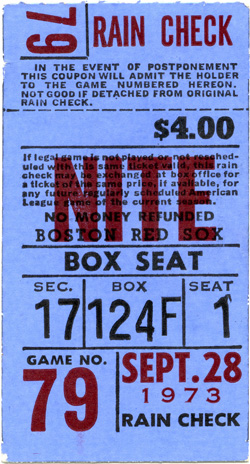 79 RAIN CHECK
IN THE EVENT OF POSTPONEMENT
THIS COUPON WILL ADMIT THE HOLDER
TO THE GAME NUMBERED HEREON.
NOT GOOD IF DETACHED FROM ORIGINAL
RAIN CHECK.
$4.00
If legal game is not played or not resched-
uled with this same ticket valid, this rain
check may be exchanged at box office for
a ticket of the same price, if available, for
any future regularly scheduled American
League game of the current season.
NITE
NO MONEY REFUNDED
BOSTON RED SOX
BOX SEAT
SEC. BOX SEAT
17 124F 1
GAME NO.
79
SEPT. 28
1973
RAIN CHECK